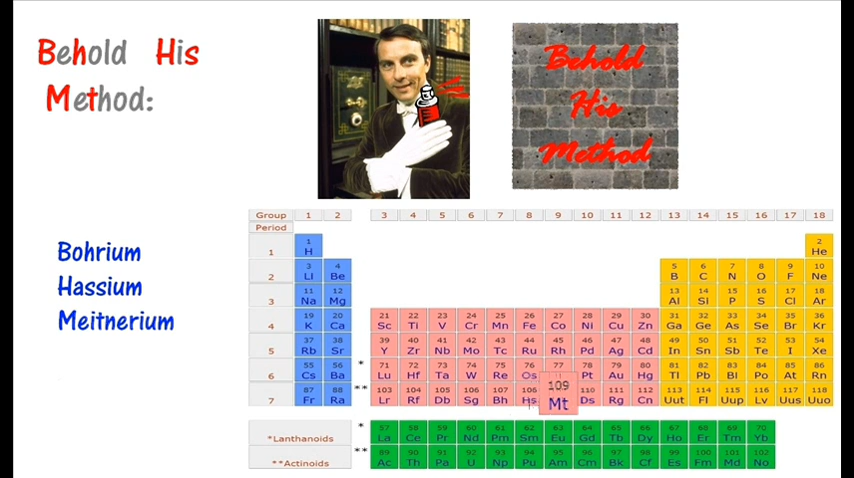 Behold His
Method:
Behold
His
Method
Bohrium
Hassium
Meitnerium
Group 1 2 3 4 5 6 7 8 9 10 11 12 13 14 15 16 17 18
Period
1 1 2
H He
2 3 4 5 6 7 8 9 10
LI Be B C N O F Ne
3 11 12 13 14 15 16 17 18
Na Mg Al Si P S Cl Ar
4 19 20 21 22 23 24 25 26 27 28 29 30 31 32 33 34 35 36
K Ca Sc Ti V Cr Mn Fe Co NI Cu Zn Ga Ge As Se Br Kr
5 37 38 39 40 41 42 43 44 45 46 47 48 49 50 51 52 53 54
Rb Sr Y Zr Nb Mo Tc Ru Rh Pd Ag Cd In Sn Sb Te I Xe
6 55 56 * 71 72 73 74 75 76 77 78 79 80 81 82 83 84 85 86
Cs Ba Lu Hf Ta W Re Os Pt Au Hg Tl Pb Bi Po At Rn
7 87 88 ** 103 104 105 106 107 108 109 110 111 112 113 114 115 116 117 118
Fr Ra Lr Rf Db Sg Bh Hs Mt Ds Rg Cn Uut Fl Uup Lv Uus Uuo
*Lanthanoids * 57 58 59 60 61 62 63 64 65 66 67 68 69 70
La Ce Pr Nd Pm Sm Eu Gd Tb Dy Ho Er Tm Yb
**Actinoids ** 89 90 91 92 93 94 95 96 97 98 99 100 101 102
Ac Th Pa U Np Pu Am Cm Bk Cf Es Fm Md No